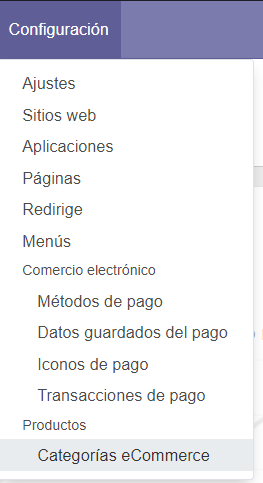 Configuración
Ajustes
Sitios web
Aplicaciones
Páginas
Redirige
Menús
Comercio electrónico
Métodos de pago
Datos guardados del pago
Iconos de pago
Transacciones de pago
Productos
Categorías eCommerce